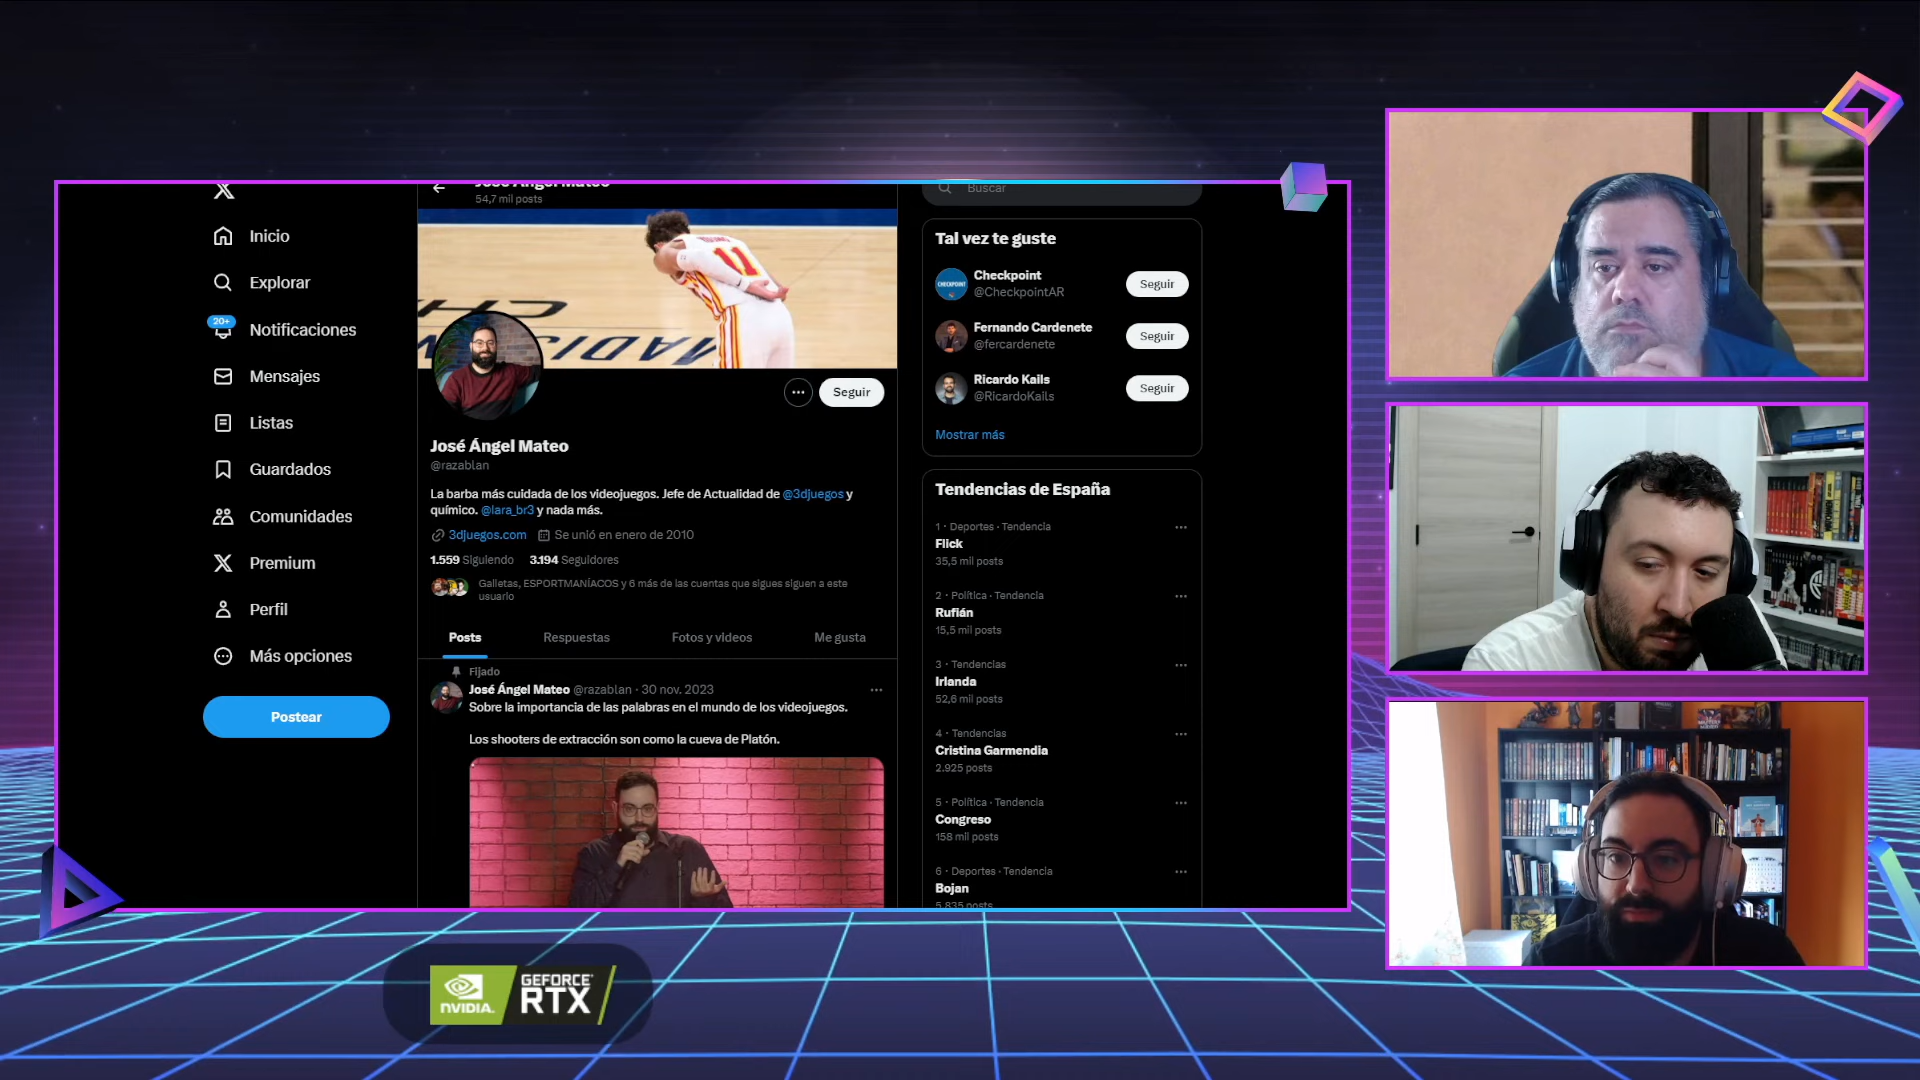 José Ángel Mateo
54,7 mil posts
Inicio
Explorar
20+
Notificaciones
Mensajes
Listas
Guardados
Comunidades
Premium
Perfil
Más opciones
Postear
11
Seguir
José Ángel Mateo
@razablan
La barba más cuidada de los videojuegos. Jefe de Actualidad de @3djuegos y
químico. @lara_br3 y nada más.
3djuegos.com Se unió en enero de 2010
1.559 Siguiendo 3.194 Seguidores
Galletas, ESPORTMANÍACOS y 6 más de las cuentas que sigues siguen a este
usuario
Posts Respuestas Fotos y videos Me gusta
Fijado
José Ángel Mateo @razablan · 30 nov. 2023
Sobre la importancia de las palabras en el mundo de los videojuegos.
Los shooters de extracción son como la cueva de Platón.
Buscar
Tal vez te guste
CHECKPOINT
Checkpoint
@CheckpointAR
Seguir
Fernando Cardenete
@fercardenete
Seguir
Ricardo Kails
@RicardoKails
Seguir
Mostrar más
Tendencias de España
1 · Deportes · Tendencia
Flick
35,5 mil posts
2 · Política · Tendencia
Rufián
15,5 mil posts
3 · Tendencias
Irlanda
52,6 mil posts
4 · Tendencias
Cristina Garmendia
2.925 posts
5 · Política · Tendencia
Congreso
158 mil posts
6 · Deportes · Tendencia
Bojan
5.835 posts
NVIDIA.
GEFORCE
RTX